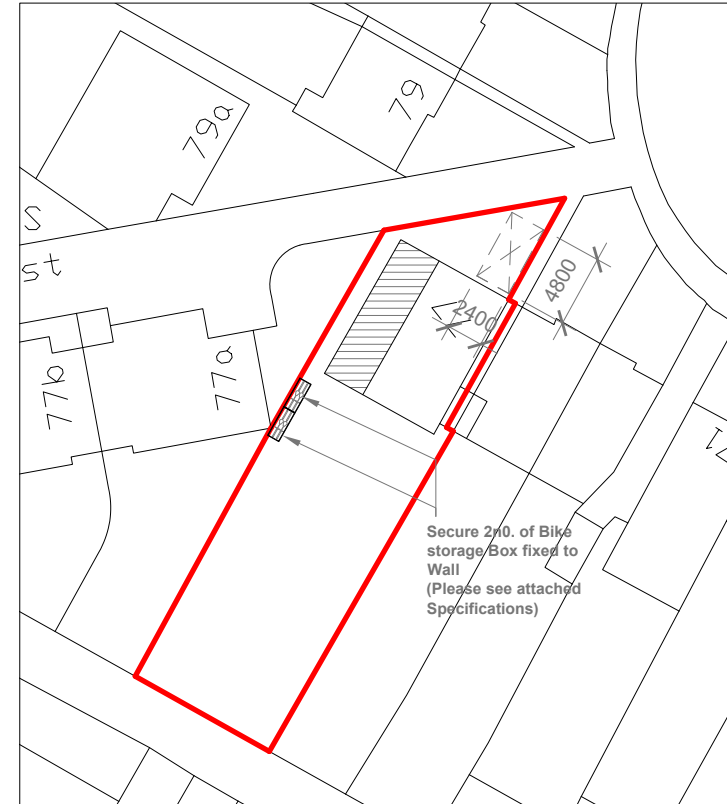 79a
79
S
st
4800
2400
77b
77a
Secure 2n0. of Bike
storage Box fixed to
Wall
(Please see attached
Specifications)